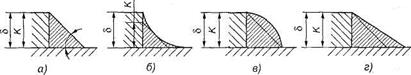 δ K K δ δ K δ K
а) б) в) г)